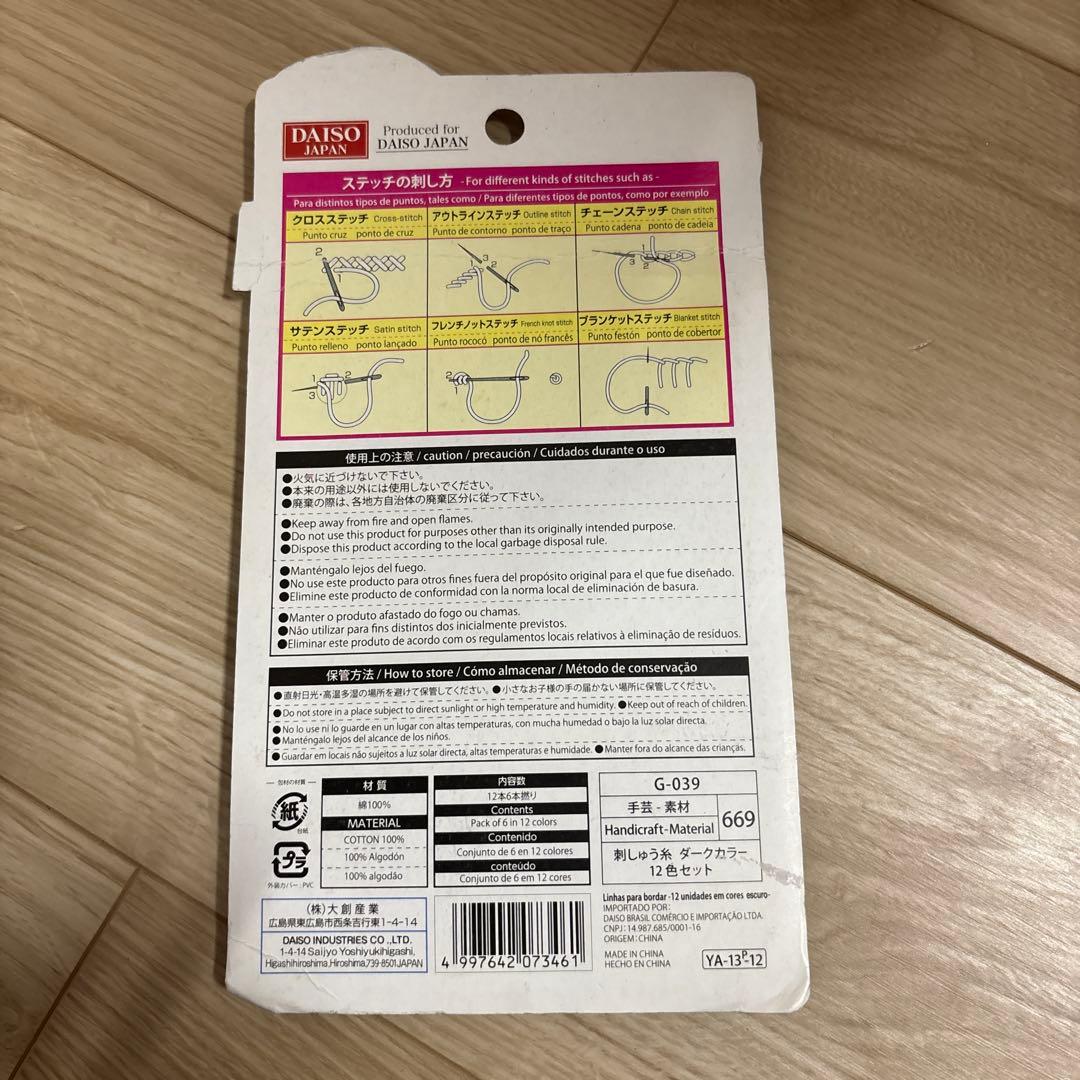 DAISO
JAPAN
Produced for
DAISO JAPAN
ステッチの刺し方 - For different kinds of stitches such as -
Para distintos tipos de puntos, tales como / Para diferentes tipos de pontos, como por exemplo
クロスステッチ Cross-stitch
Punto cruz ponto de cruz
アウトラインステッチ Outline stitch
Punto de contorno ponto de traço
チェーンステッチ Chain stitch
Punto cadena ponto de cadeia
2
1
3
2
1
3
2
サテンステッチ Satin stitch
Punto relleno ponto lançado
フレンチノットステッチ French knot stitch
Punto rococó ponto de nó francês
ブランケットステッチ Blanket stitch
Punto festón ponto de cobertor
1
2
3
2
1
使用上の注意 / caution / precaución / Cuidados durante o uso
●火気に近づけないで下さい。
●本来の用途以外には使用しないでください。
●廃棄の際は、各地方自治体の廃棄区分に従って下さい。
●Keep away from fire and open flames.
●Do not use this product for purposes other than its originally intended purpose.
●Dispose this product according to the local garbage disposal rule.
●Manténgalo lejos del fuego.
●No use este producto para otros fines fuera del propósito original para el que fue diseñado.
●Elimine este producto de conformidad con la norma local de eliminación de basura.
●Manter o produto afastado do fogo ou chamas.
●Não utilizar para fins distintos dos inicialmente previstos.
●Eliminar este produto de acordo com os regulamentos locais relativos à eliminação de resíduos.
保管方法 / How to store / Cómo almacenar / Método de conservação
●直射日光・高温多湿の場所を避けて保管してください。●小さなお子様の手の届かない場所に保管してください。
●Do not store in a place subject to direct sunlight or high temperature and humidity. ●Keep out of reach of children.
●No lo use ni lo guarde en un lugar con altas temperaturas, con mucha humedad o bajo la luz solar directa.
●Manténgalo lejos del alcance de los niños.
●Guardar em locais não sujeitos a luz solar directa, altas temperaturas e humidade. ●Manter fora do alcance das crianças.
包材の材質
紙
台紙
プラ
外装カバー:PVC
材質
綿100%
MATERIAL
COTTON 100%
100% Algodón
100% algodão
内容数
12本6本撚り
Contents
Pack of 6 in 12 colors
Contenido
Conjunto de 6 en 12 colores
conteúdo
Conjunto de 6 em 12 cores
G-039
手芸 - 素材
Handicraft-Material
669
刺しゅう糸 ダークカラー
12色セット
(株)大創産業
広島県東広島市西条吉行東1-4-14
DAISO INDUSTRIES CO .,LTD.
1-4-14 Saijyo Yoshiyukihigashi,
Higashihiroshima,Hiroshima,739-8501,JAPAN
4 997642 073461
Linhas para bordar -12 unidades em cores escuro-
IMPORTADO POR:
DAISO BRASIL COMÉRCIO E IMPORTAÇÃO LTDA.
CNPJ: 14.987.685/0001-16
ORIGEM: CHINA
MADE IN CHINA
HECHO EN CHINA
YA-13-P-12